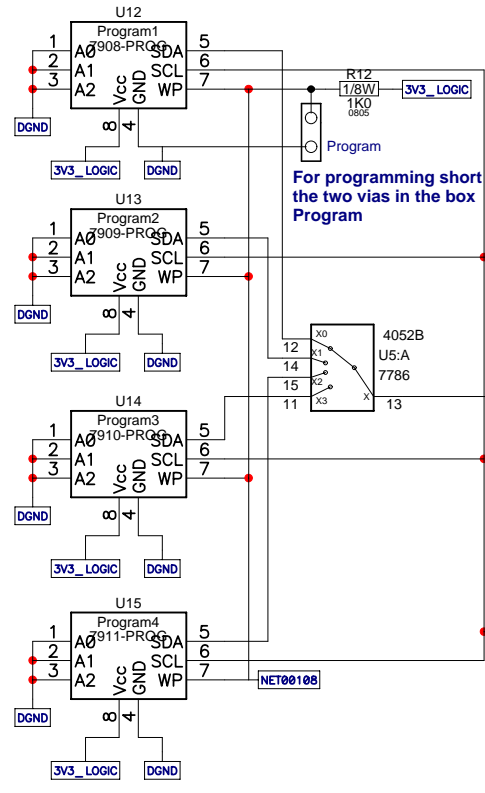 U12
Program1
7908-PROG
1 A0 SDA 5
2 A1 SCL 6
3 A2 WP 7
Vcc GND
8 4
DGND
3V3_LOGIC
DGND
R12
1/8W
1K0
0805
3V3_LOGIC
Program
For programming short
the two vias in the box
Program
U13
Program2
7909-PROG
1 A0 SDA 5
2 A1 SCL 6
3 A2 WP 7
Vcc GND
8 4
DGND
3V3_LOGIC
DGND
4052B
U5:A
7786
12 X0
14 X1
15 X2
11 X3
X 13
U14
Program3
7910-PROG
1 A0 SDA 5
2 A1 SCL 6
3 A2 WP 7
Vcc GND
8 4
DGND
3V3_LOGIC
DGND
U15
Program4
7911-PROG
1 A0 SDA 5
2 A1 SCL 6
3 A2 WP 7
Vcc GND
8 4
NET00108
DGND
3V3_LOGIC
DGND